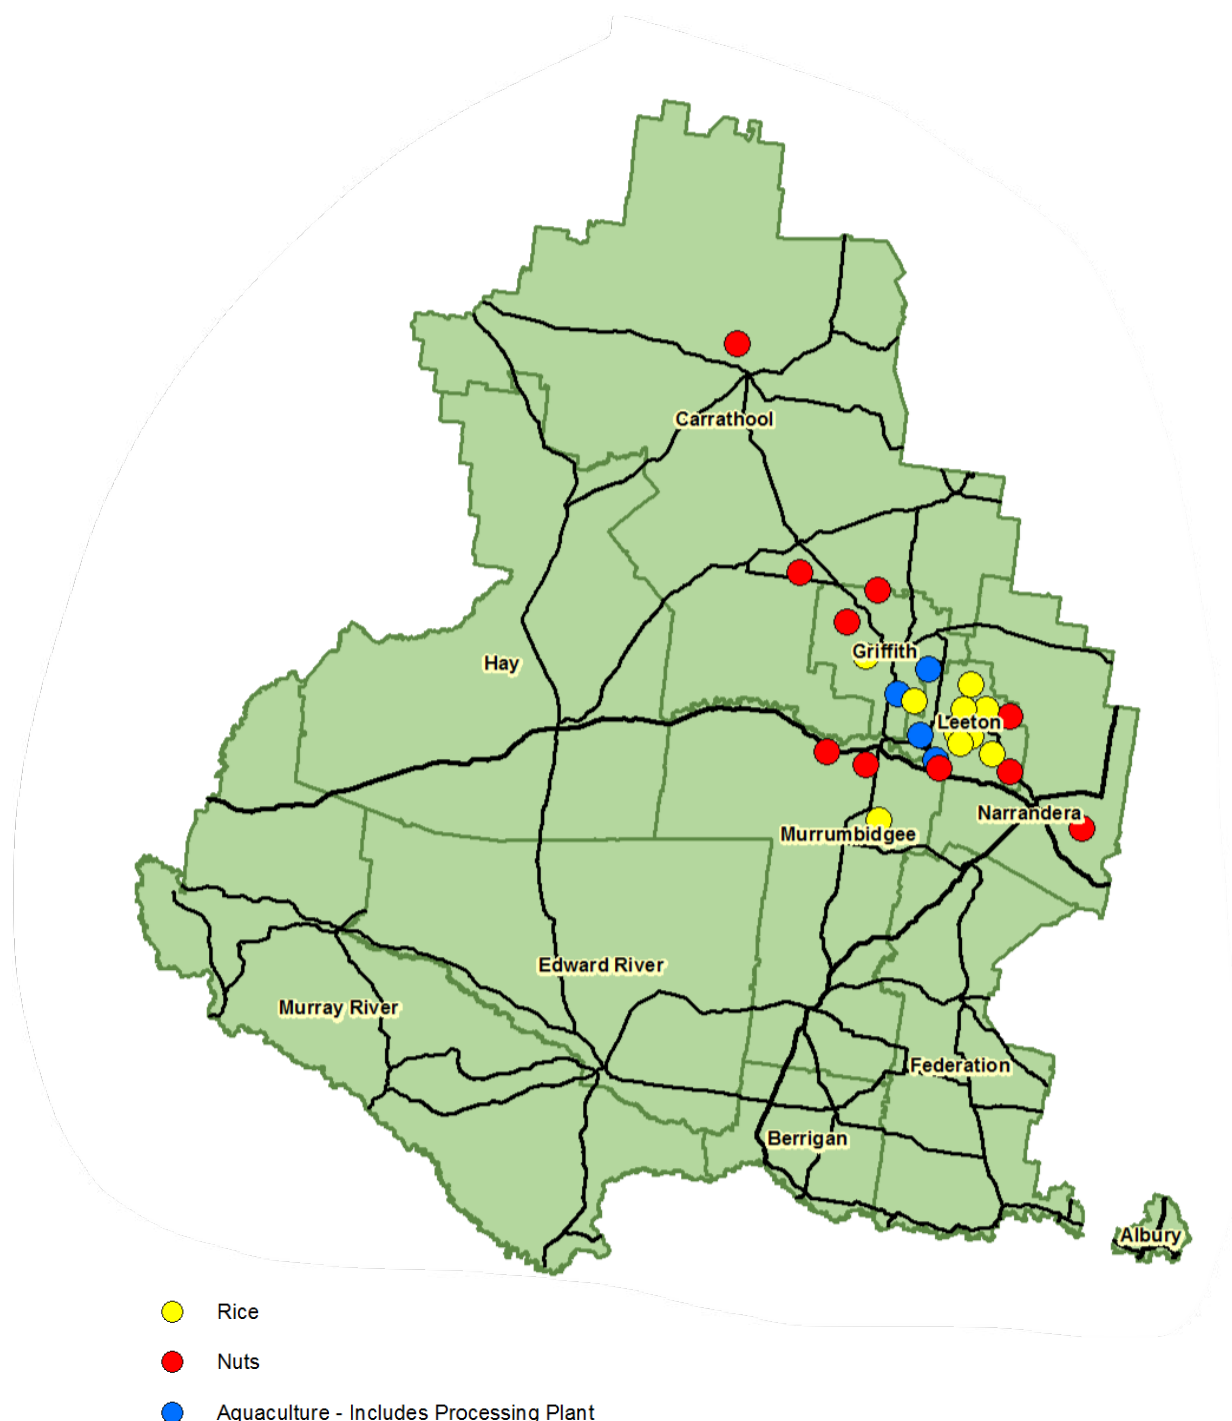 Carrathool
Griffith
Hay
Leeton
Narrandera
Murrumbidgee
Edward River
Murray River
Federation
Berrigan
Albury
Rice
Nuts
Aquaculture - Includes Processing Plant